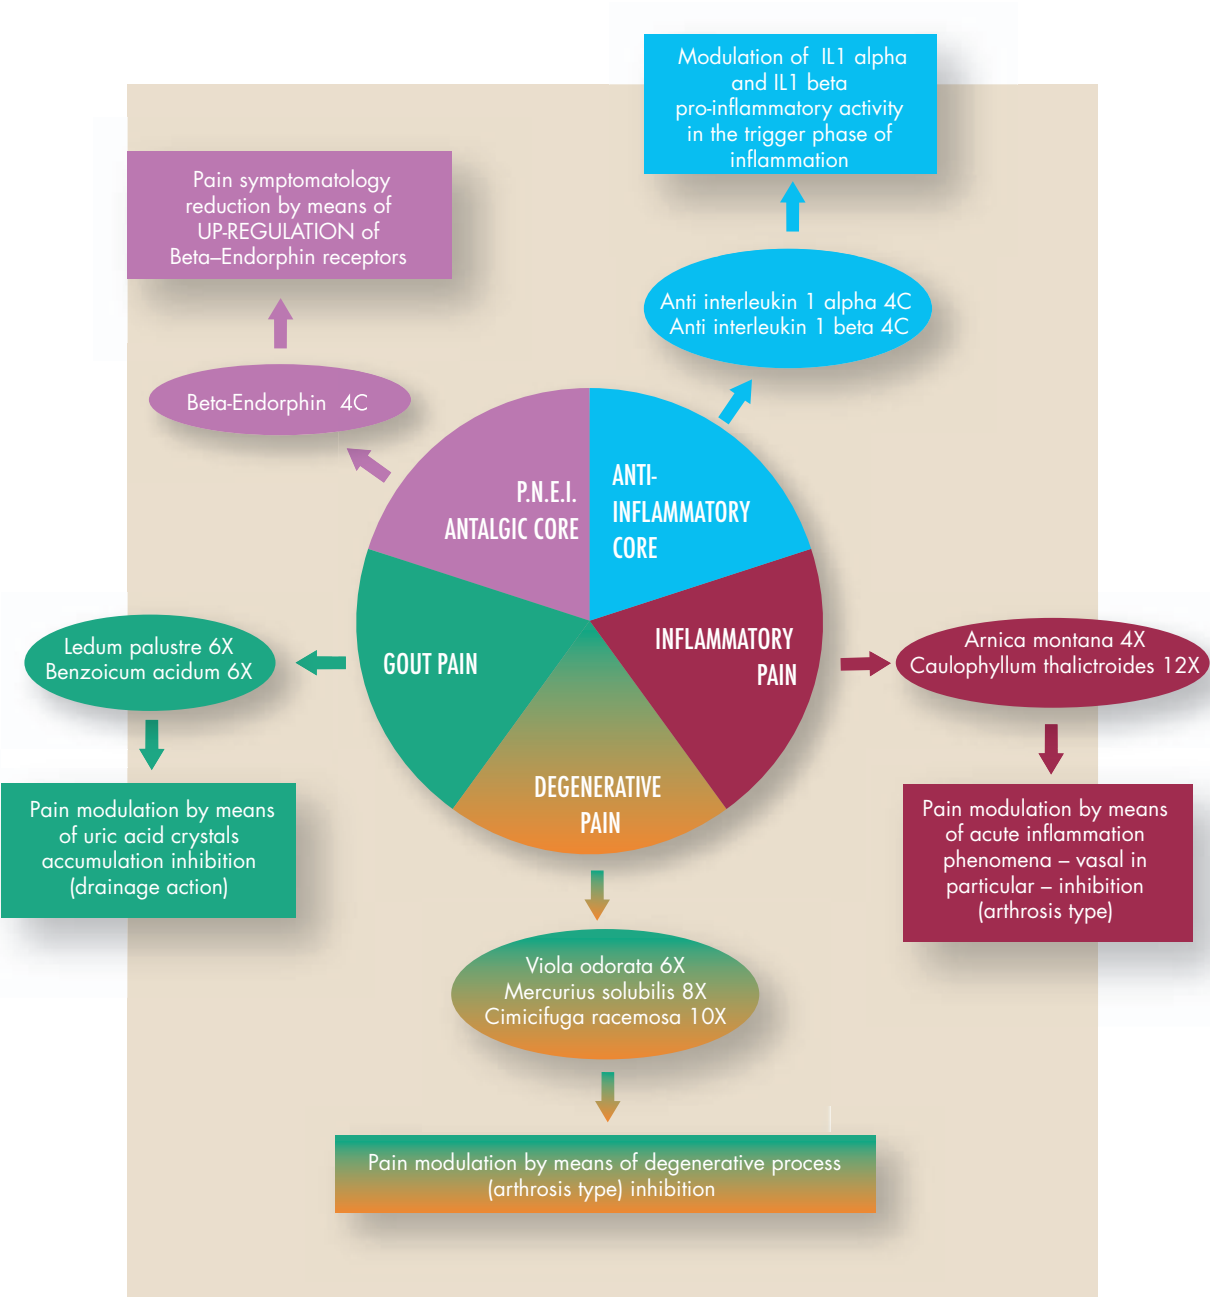 Modulation of IL1 alpha
and IL1 beta
pro-inflammatory activity
in the trigger phase of
inflammation
Pain symptomatology
reduction by means of
UP-REGULATION of
Beta–Endorphin receptors
Anti interleukin 1 alpha 4C
Anti interleukin 1 beta 4C
Beta-Endorphin 4C
P.N.E.I.
ANTALGIC CORE
ANTI-
INFLAMMATORY
CORE
INFLAMMATORY
PAIN
GOUT PAIN
DEGENERATIVE
PAIN
Ledum palustre 6X
Benzoicum acidum 6X
Arnica montana 4X
Caulophyllum thalictroides 12X
Pain modulation by means
of uric acid crystals
accumulation inhibition
(drainage action)
Pain modulation by means
of acute inflammation
phenomena – vasal in
particular – inhibition
(arthrosis type)
Viola odorata 6X
Mercurius solubilis 8X
Cimicifuga racemosa 10X
Pain modulation by means of degenerative process
(arthrosis type) inhibition